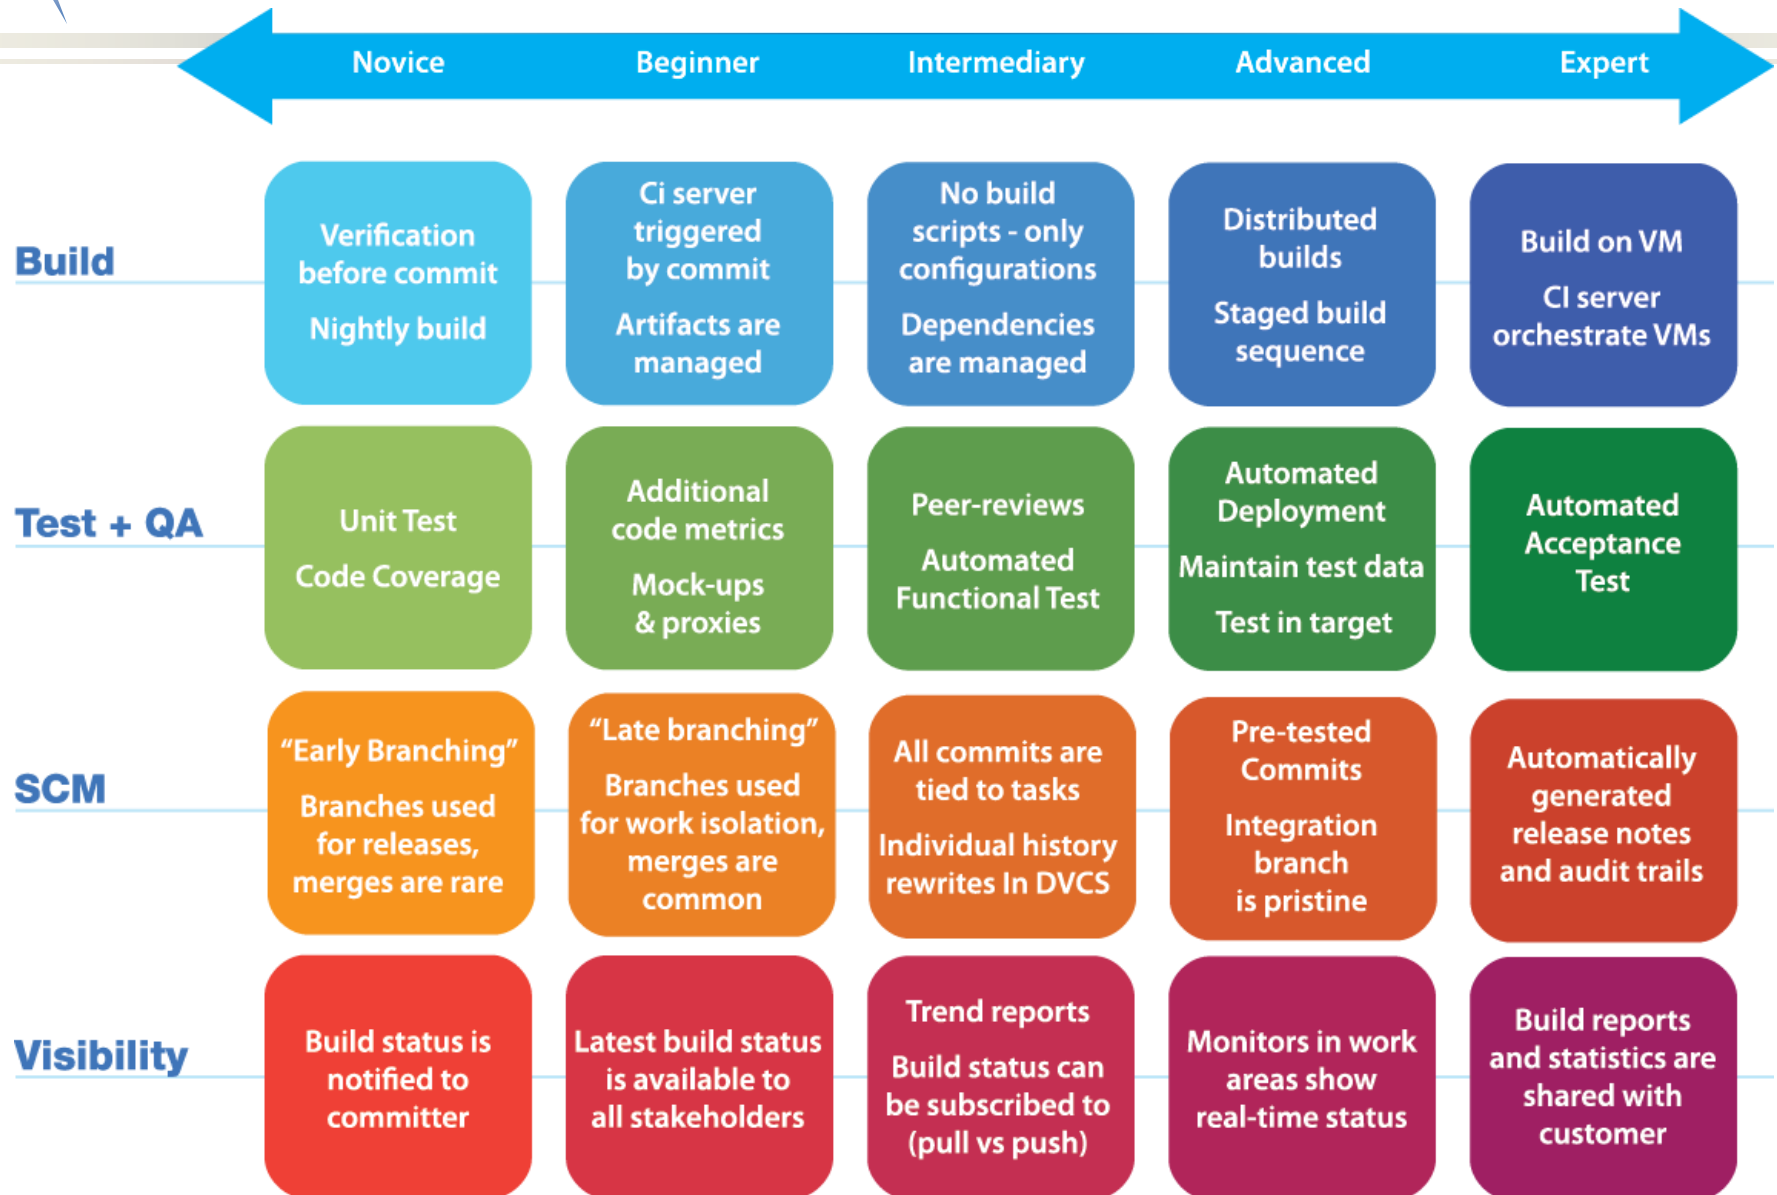 Novice Beginner Intermediary Advanced Expert
Build
Verification
before commit
Nightly build
Ci server
triggered
by commit
Artifacts are
managed
No build
scripts - only
configurations
Dependencies
are managed
Distributed
builds
Staged build
sequence
Build on VM
CI server
orchestrate VMs
Test + QA
Unit Test
Code Coverage
Additional
code metrics
Mock-ups
& proxies
Peer-reviews
Automated
Functional Test
Automated
Deployment
Maintain test data
Test in target
Automated
Acceptance
Test
SCM
“Early Branching”
Branches used
for releases,
merges are rare
“Late branching”
Branches used
for work isolation,
merges are
common
All commits are
tied to tasks
Individual history
rewrites In DVCS
Pre-tested
Commits
Integration
branch
is pristine
Automatically
generated
release notes
and audit trails
Visibility
Build status is
notified to
committer
Latest build status
is available to
all stakeholders
Trend reports
Build status can
be subscribed to
(pull vs push)
Monitors in work
areas show
real-time status
Build reports
and statistics are
shared with
customer